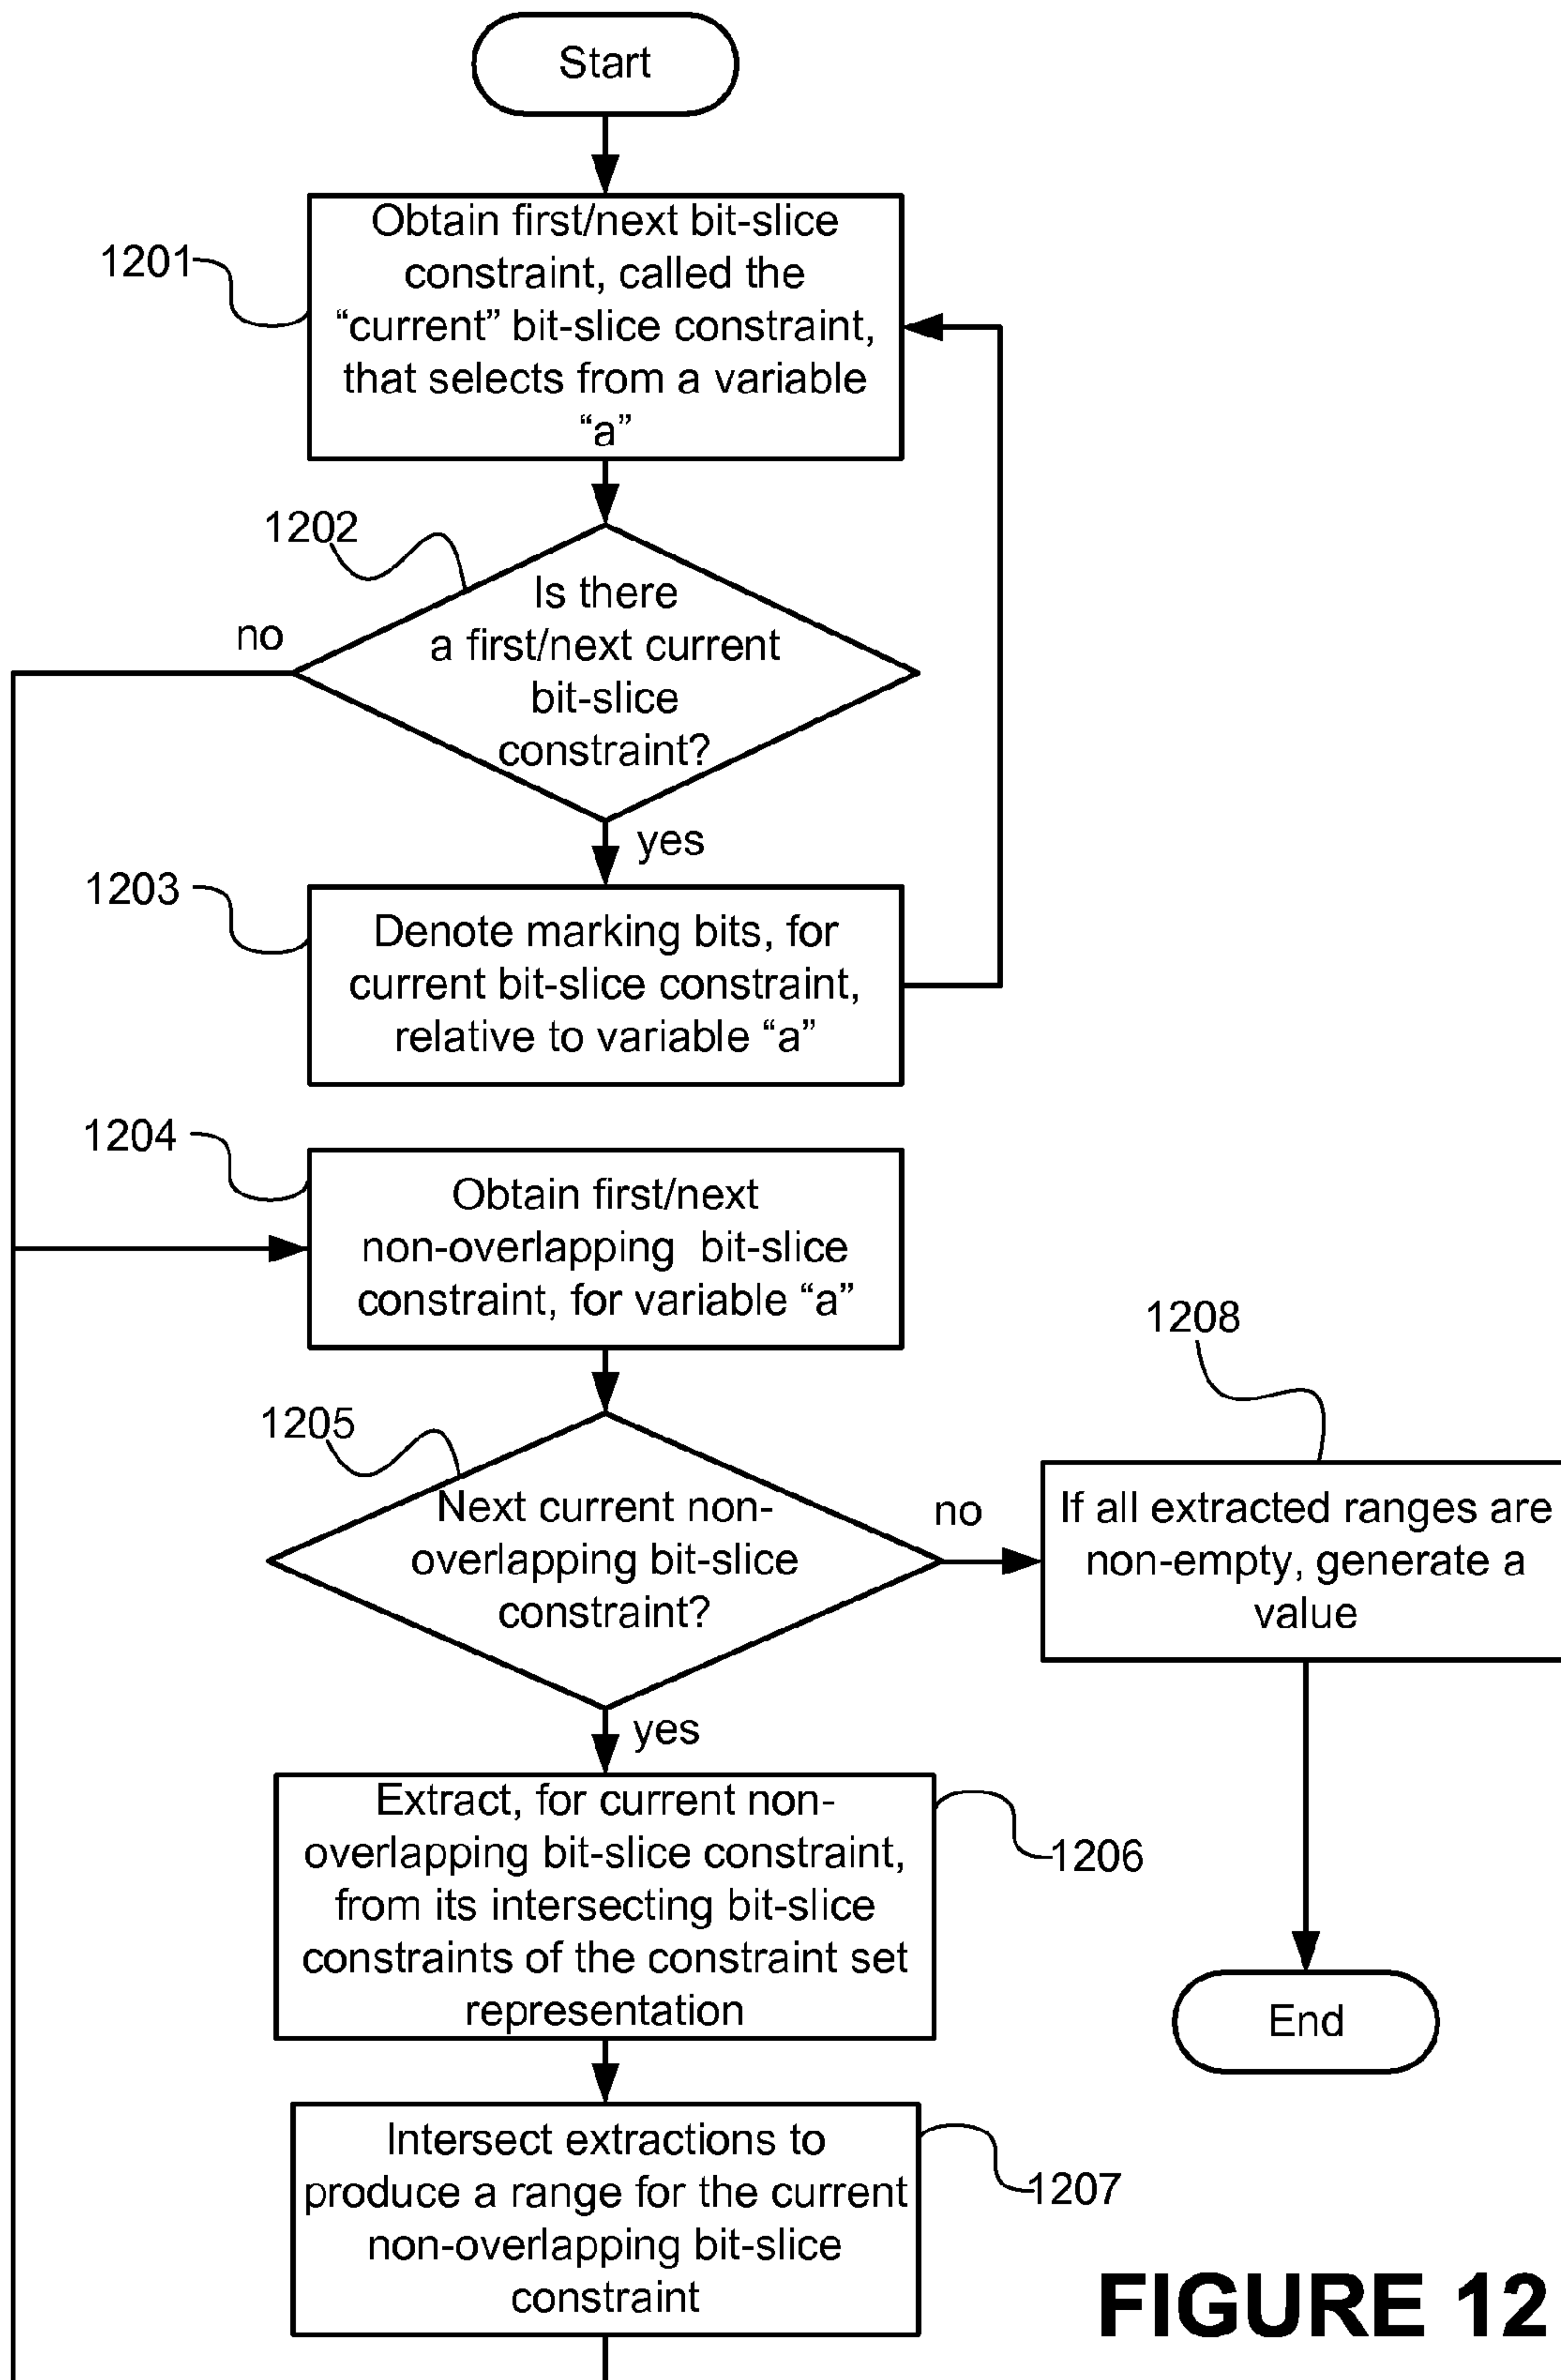 Start
1201
Obtain first/next bit-slice
constraint, called the
“current” bit-slice constraint,
that selects from a variable
“a”
1202
Is there
a first/next current
bit-slice
constraint?
no
yes
1203
Denote marking bits, for
current bit-slice constraint,
relative to variable “a”
1204
Obtain first/next
non-overlapping bit-slice
constraint, for variable “a”
1205
Next current non-
overlapping bit-slice
constraint?
no
1208
If all extracted ranges are
non-empty, generate a
value
yes
Extract, for current non-
overlapping bit-slice constraint,
from its intersecting bit-slice
constraints of the constraint set
representation
1206
End
Intersect extractions to
produce a range for the current
non-overlapping bit-slice
constraint
1207
FIGURE 12